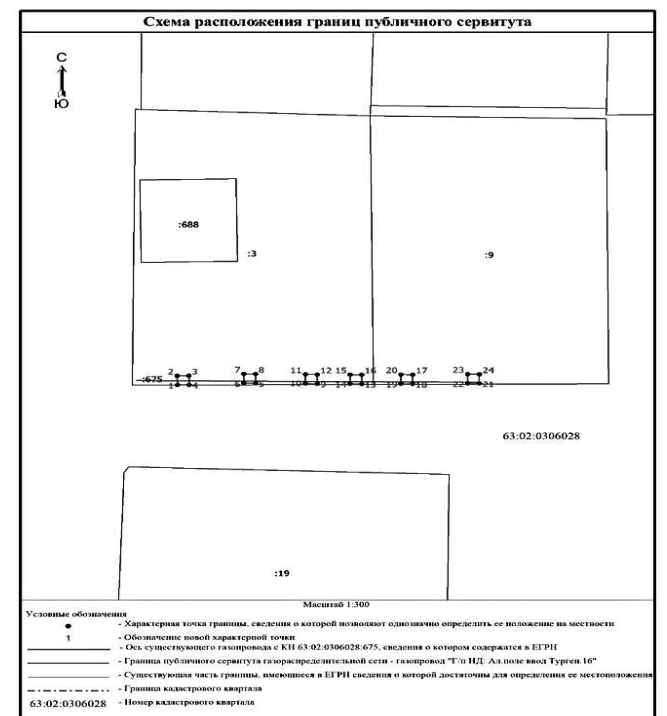 Схема расположения границ публичного сервитута
С
Ю
:688
:3
:9
:675
2 3
1 4
7 8
6 5
11 12
10 9
15 16
14 13
20 17
19 18
23 24
22 21
63:02:0306028
:19
Масштаб 1:300
Условные обозначения
- Характерная точка границы, сведения о которой позволяют однозначно определить ее положение на местности
1 - Обозначение новой характерной точки
- Ось существующего газопровода с КН 63:02:0306028:675, сведения о котором содержатся в ЕГРН
- Граница публичного сервитута газораспределительной сети - газопровод "Г/п НД: Ал.поле ввод Турген.16"
- Существующая часть границы, имеющиеся в ЕГРН сведения о которой достаточны для определения ее местоположения
- Граница кадастрового квартала
63:02:0306028 - Номер кадастрового квартала